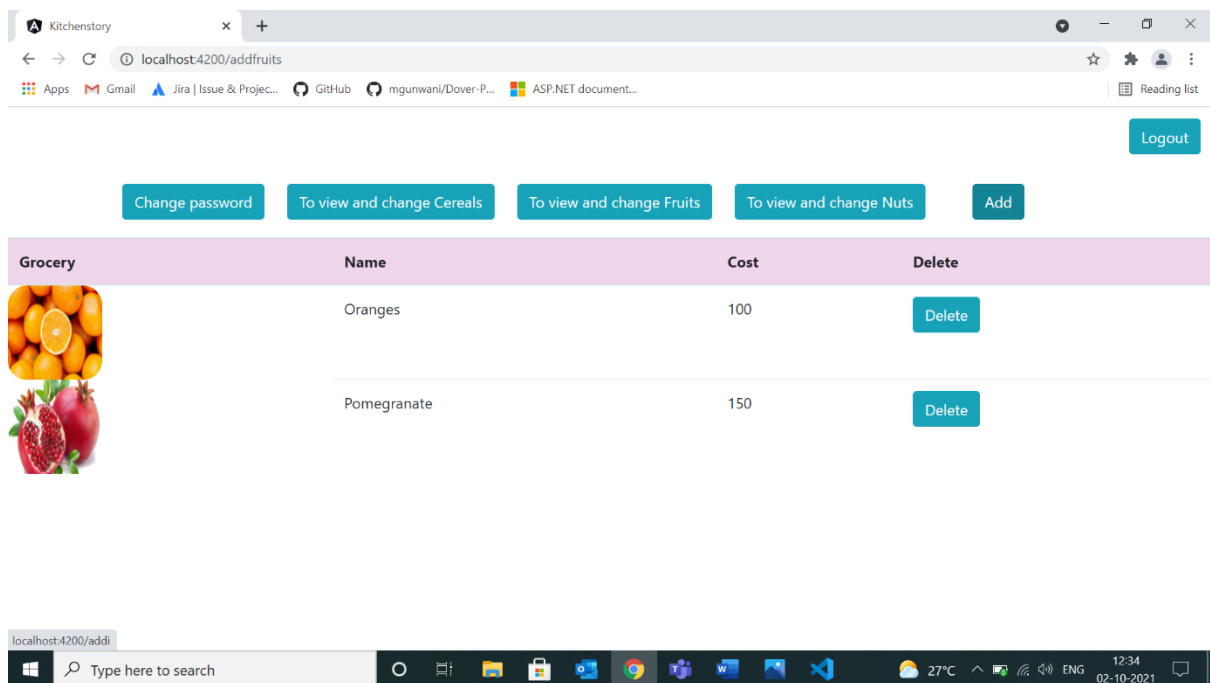 Kitchenstory
localhost:4200/addfruits
Apps Gmail Jira | Issue & Projec... GitHub mgunwani/Dover-P... ASP.NET document... Reading list
Logout
Change password To view and change Cereals To view and change Fruits To view and change Nuts Add
Grocery Name Cost Delete
Oranges 100 Delete
Pomegranate 150 Delete
localhost:4200/addi
Type here to search 27°C ENG 12:34
02-10-2021